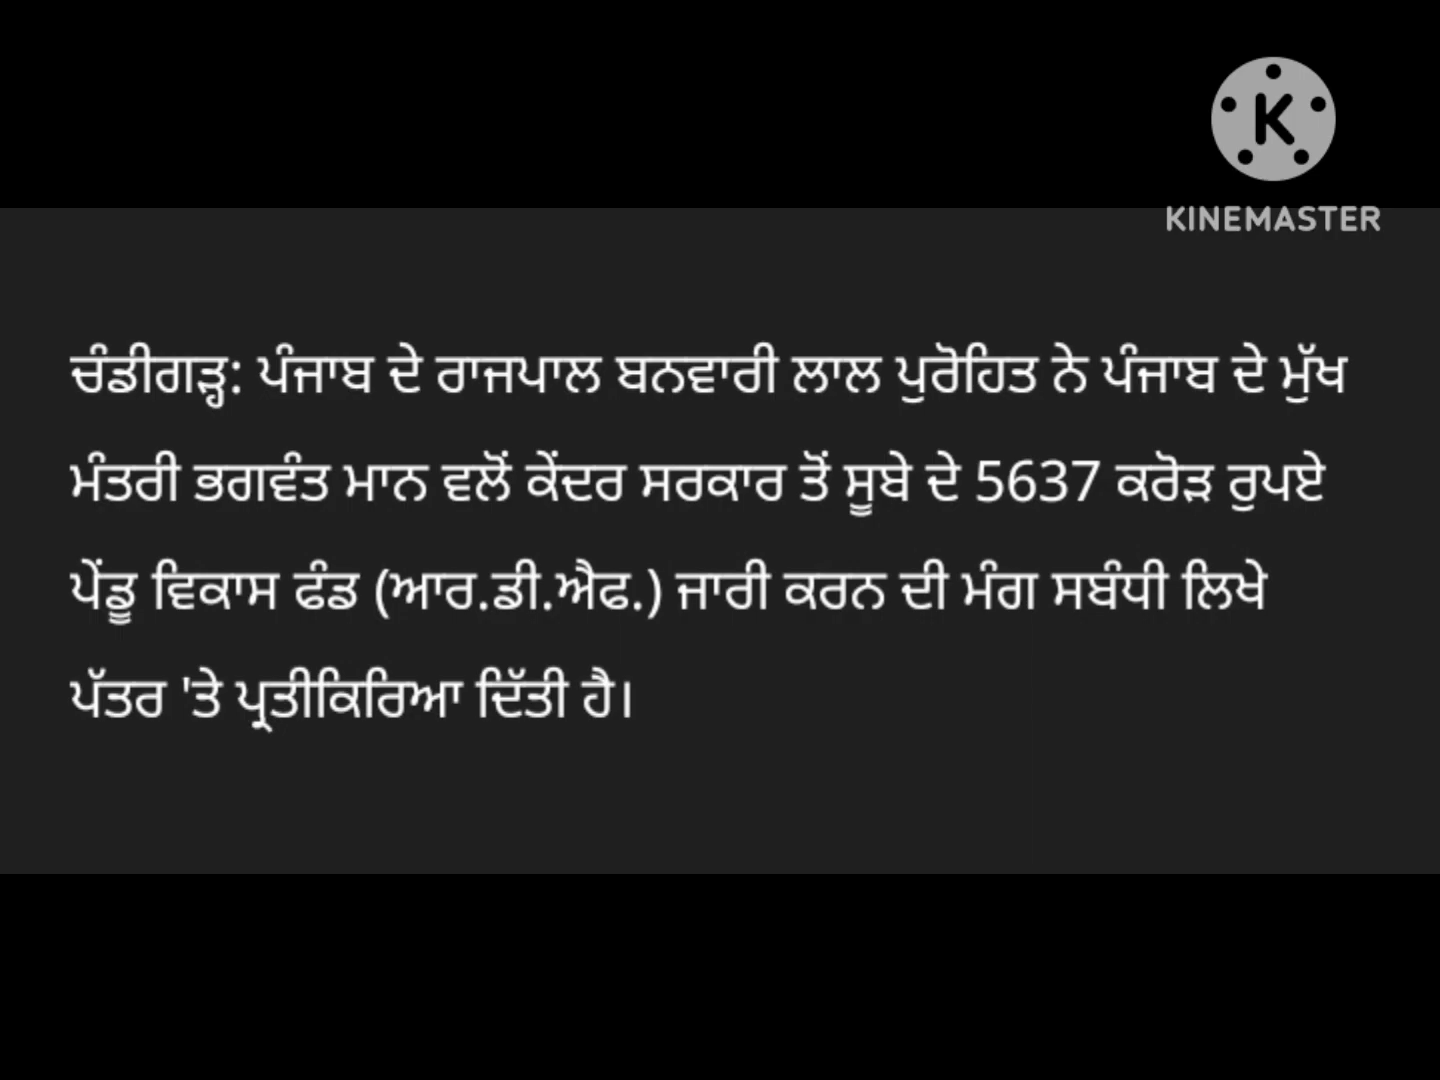 KINEMASTER
ਚੰਡੀਗੜ੍ਹ: ਪੰਜਾਬ ਦੇ ਰਾਜਪਾਲ ਬਨਵਾਰੀ ਲਾਲ ਪੁਰੋਹਿਤ ਨੇ ਪੰਜਾਬ ਦੇ ਮੁੱਖ
ਮੰਤਰੀ ਭਗਵੰਤ ਮਾਨ ਵਲੋਂ ਕੇਂਦਰ ਸਰਕਾਰ ਤੋਂ ਸੂਬੇ ਦੇ 5637 ਕਰੋੜ ਰੁਪਏ
ਪੇਂਡੂ ਵਿਕਾਸ ਫੰਡ (ਆਰ.ਡੀ.ਐਫ.) ਜਾਰੀ ਕਰਨ ਦੀ ਮੰਗ ਸਬੰਧੀ ਲਿਖੇ
ਪੱਤਰ 'ਤੇ ਪ੍ਰਤੀਕਿਰਿਆ ਦਿੱਤੀ ਹੈ।